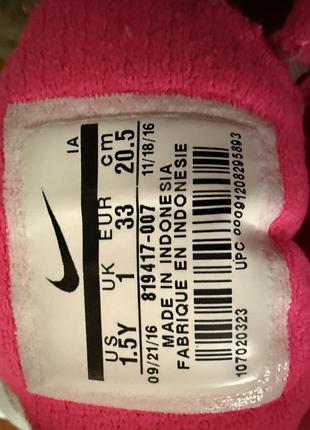 US UK EUR cm IA
1.5Y 1 33 20.5
09/21/16 819417-007 11/18/16
MADE IN INDONESIA
FABRIQUE EN INDONESIE
UPC 00091208295893
107020323